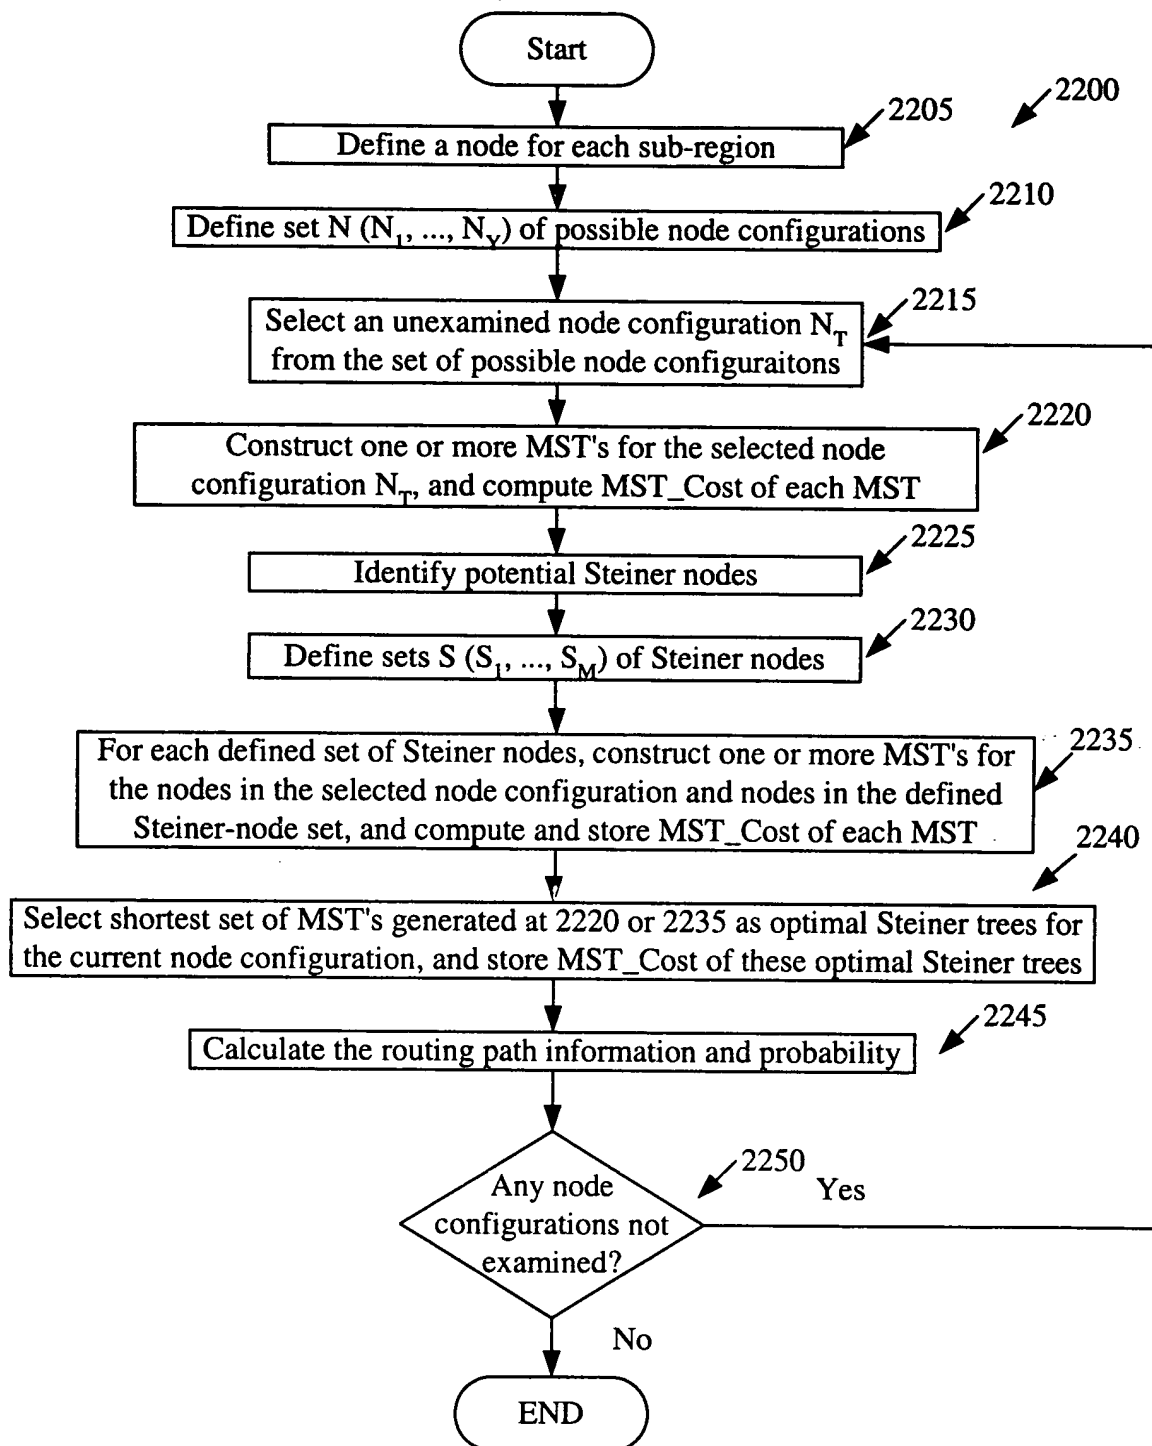 Start
2200
2205
Define a node for each sub-region
2210
Define set N (N1, ..., NY) of possible node configurations
2215
Select an unexamined node configuration NT
from the set of possible node configuraitons
2220
Construct one or more MST's for the selected node
configuration NT, and compute MST_Cost of each MST
2225
Identify potential Steiner nodes
2230
Define sets S (S1, ..., SM) of Steiner nodes
2235
For each defined set of Steiner nodes, construct one or more MST's for
the nodes in the selected node configuration and nodes in the defined
Steiner-node set, and compute and store MST_Cost of each MST
2240
Select shortest set of MST's generated at 2220 or 2235 as optimal Steiner trees for
the current node configuration, and store MST_Cost of these optimal Steiner trees
2245
Calculate the routing path information and probability
2250
Yes
Any node
configurations not
examined?
No
END